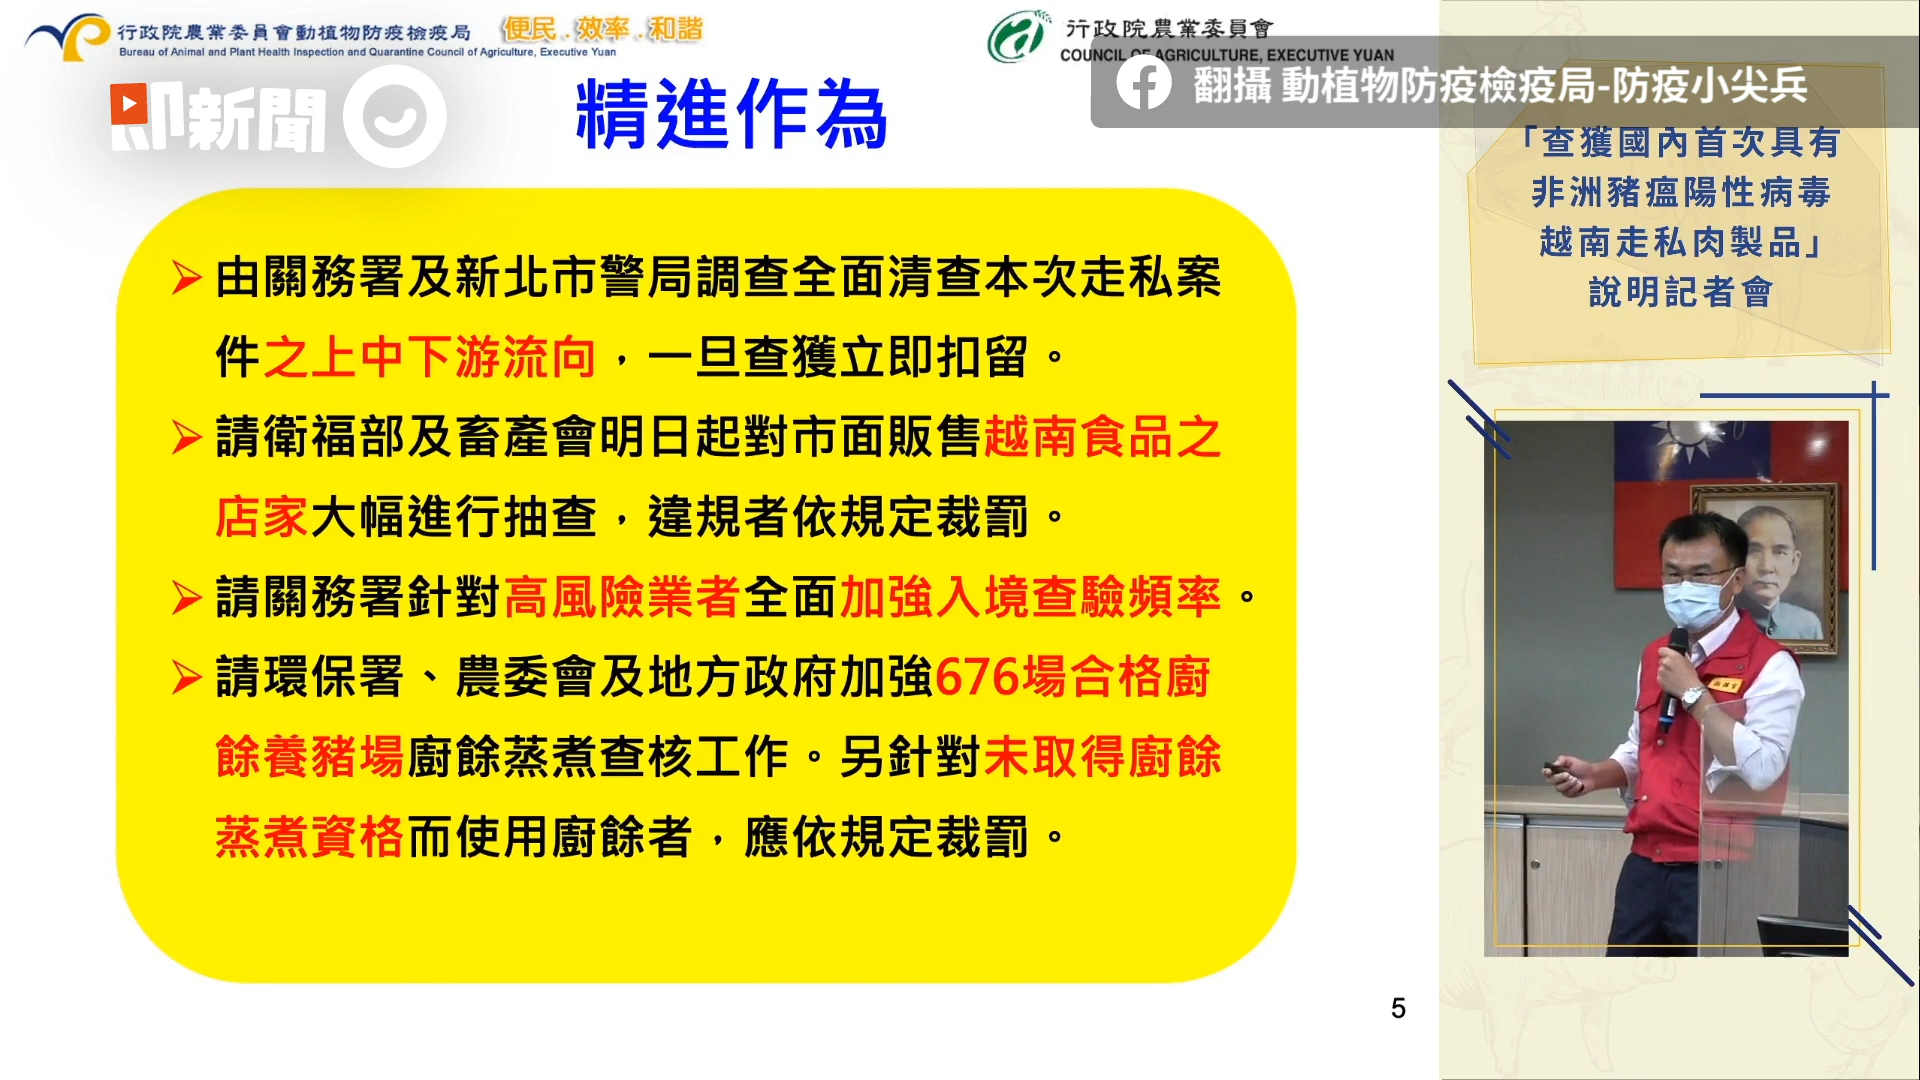 行政院農業委員會動植物防疫檢疫局
Bureau of Animal and Plant Health Inspection and Quarantine Council of Agriculture, Executive Yuan
便民.效率.和諧
行政院農業委員會
COUNCIL OF AGRICULTURE, EXECUTIVE YUAN
翻攝 動植物防疫檢疫局-防疫小尖兵
即新聞
精進作為
由關務署及新北市警局調查全面清查本次走私案
件之上中下游流向，一旦查獲立即扣留。
請衛福部及畜產會明日起對市面販售越南食品之
店家大幅進行抽查，違規者依規定裁罰。
請關務署針對高風險業者全面加強入境查驗頻率。
請環保署、農委會及地方政府加強676場合格廚
餘養豬場廚餘蒸煮查核工作。另針對未取得廚餘
蒸煮資格而使用廚餘者，應依規定裁罰。
5
「查獲國內首次具有
非洲豬瘟陽性病毒
越南走私肉製品」
說明記者會